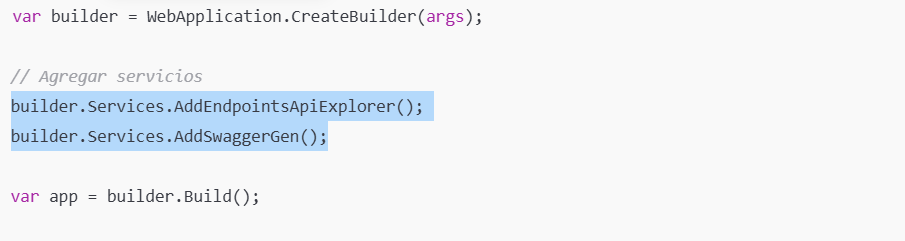 var builder = WebApplication.CreateBuilder(args);
// Agregar servicios
builder.Services.AddEndpointsApiExplorer();
builder.Services.AddSwaggerGen();
var app = builder.Build();